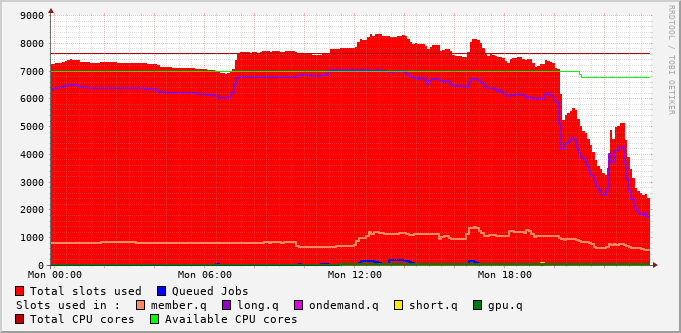 9000
8000
7000
6000
5000
4000
3000
2000
1000
0
Mon 00:00 Mon 06:00 Mon 12:00 Mon 18:00
Total slots used Queued Jobs
Slots used in : member.q long.q ondemand.q short.q gpu.q
Total CPU cores Available CPU cores
RRDTOOL / TOBI OETIKER